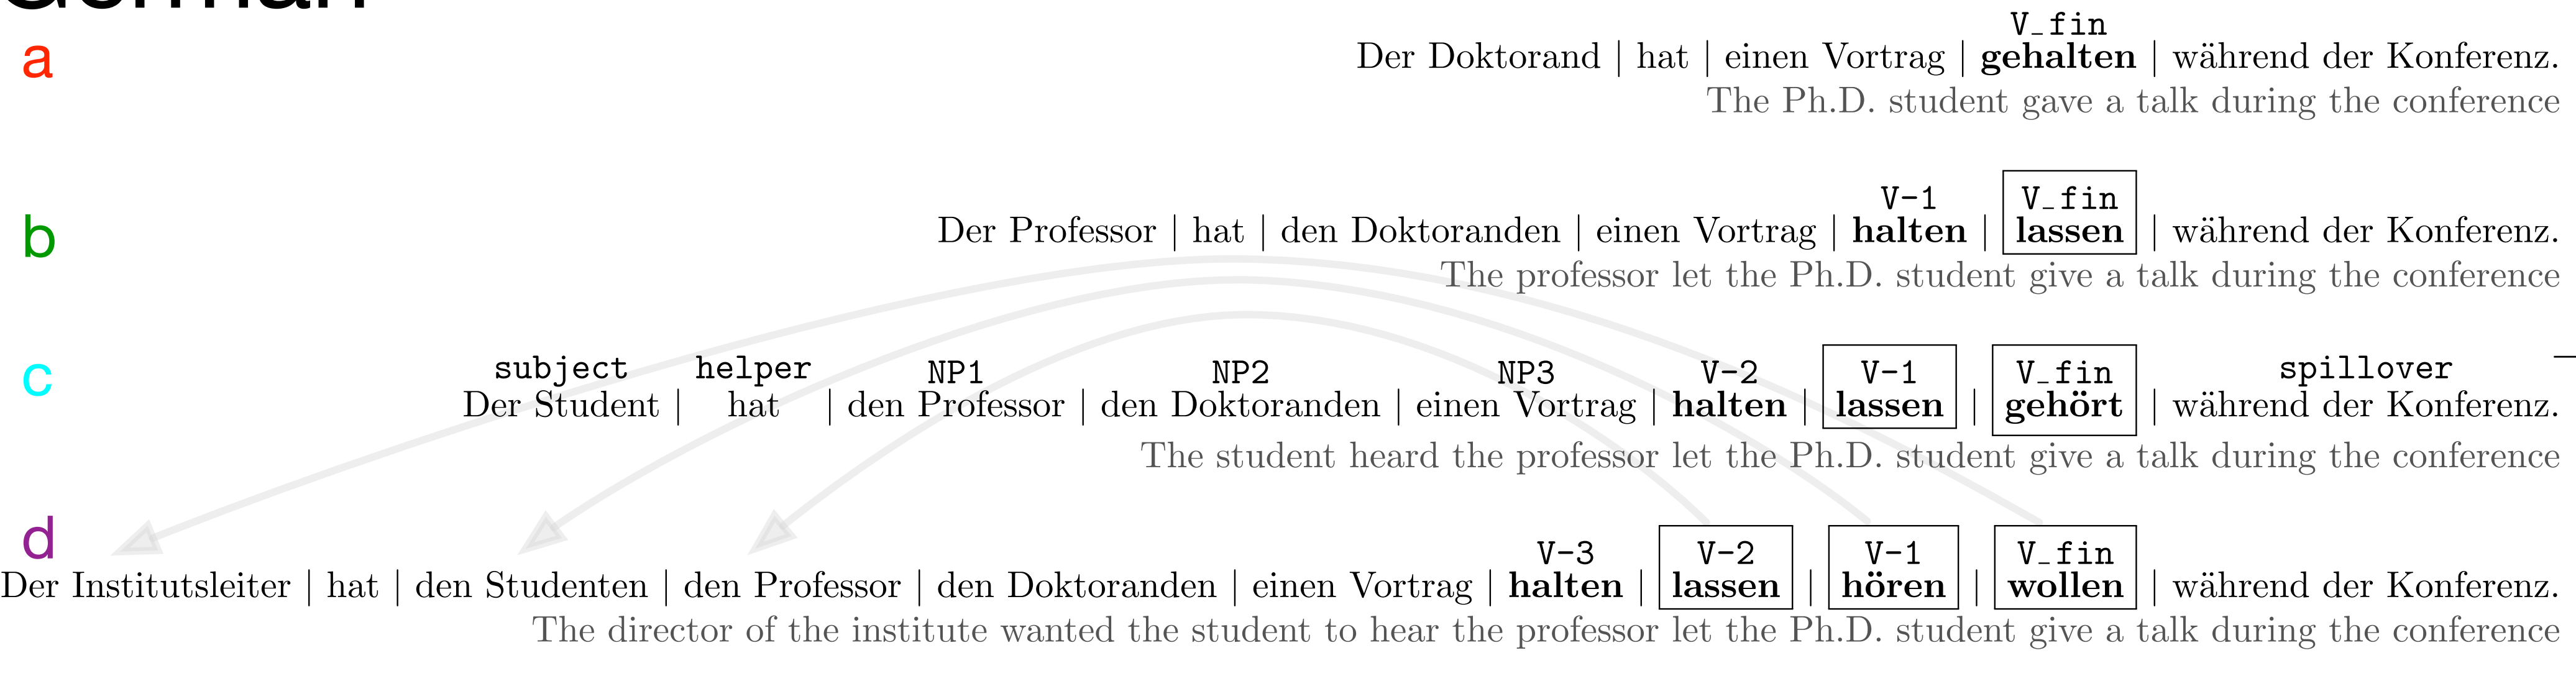 German
a
V_fin
Der Doktorand | hat | einen Vortrag | gehalten | während der Konferenz.
The Ph.D. student gave a talk during the conference
b
V-1 V_fin
Der Professor | hat | den Doktoranden | einen Vortrag | halten | lassen | während der Konferenz.
The professor let the Ph.D. student give a talk during the conference
c
subject helper NP1 NP2 NP3 V-2 V-1 V_fin spillover
Der Student | hat | den Professor | den Doktoranden | einen Vortrag | halten | lassen | gehört | während der Konferenz.
The student heard the professor let the Ph.D. student give a talk during the conference
d
V-3 V-2 V-1 V_fin
Der Institutsleiter | hat | den Studenten | den Professor | den Doktoranden | einen Vortrag | halten | lassen | hören | wollen | während der Konferenz.
The director of the institute wanted the student to hear the professor let the Ph.D. student give a talk during the conference